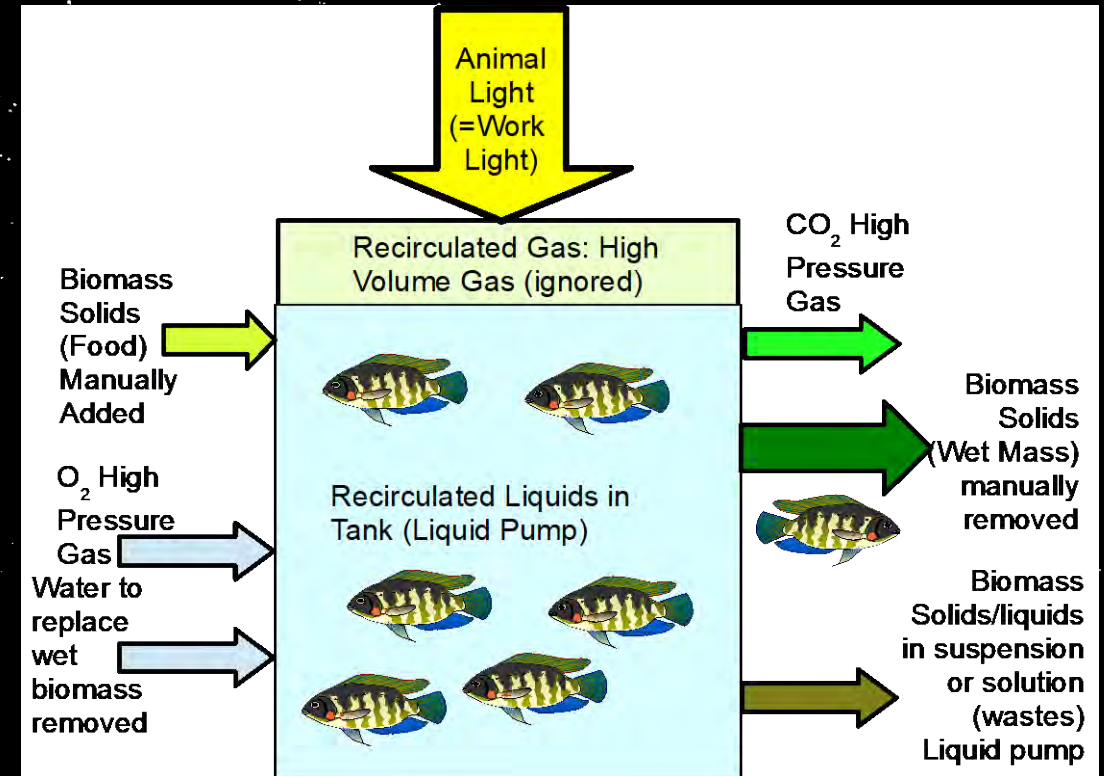 Animal
Light
(=Work
Light)
Recirculated Gas: High
Volume Gas (ignored)
Biomass
Solids
(Food)
Manually
Added
O₂ High
Pressure
Gas
Water to
replace
wet
biomass
removed
Recirculated Liquids in
Tank (Liquid Pump)
CO₂ High
Pressure
Gas
Biomass
Solids
(Wet Mass)
manually
removed
Biomass
Solids/liquids
in suspension
or solution
(wastes)
Liquid pump